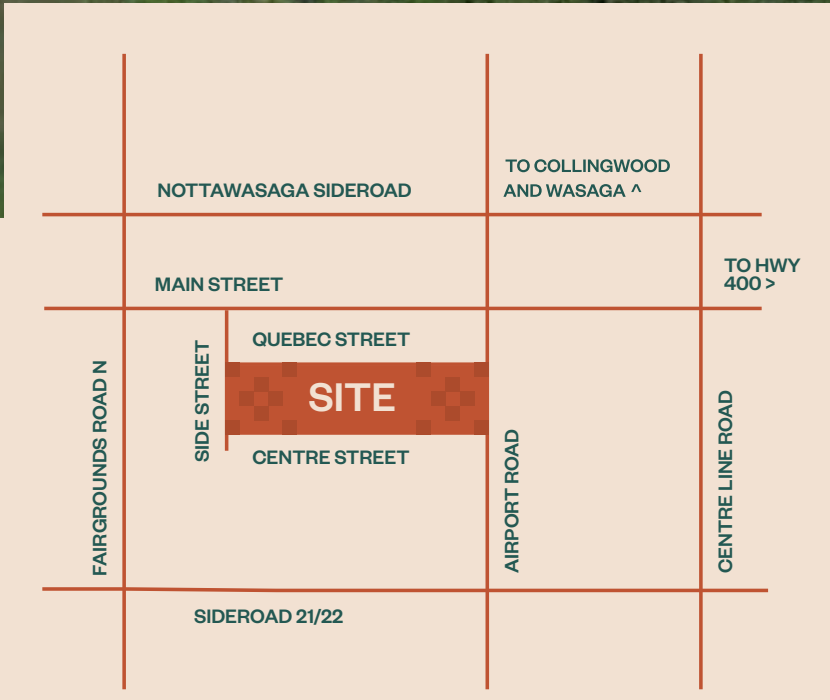 TO COLLINGWOOD
NOTTAWASAGA SIDEROAD
AND WASAGA ^
TO HWY
400 >
MAIN STREET
QUEBEC STREET
SIDE STREET
SITE
CENTRE STREET
FAIRGROUNDS ROAD N
AIRPORT ROAD
CENTRE LINE ROAD
SIDEROAD 21/22